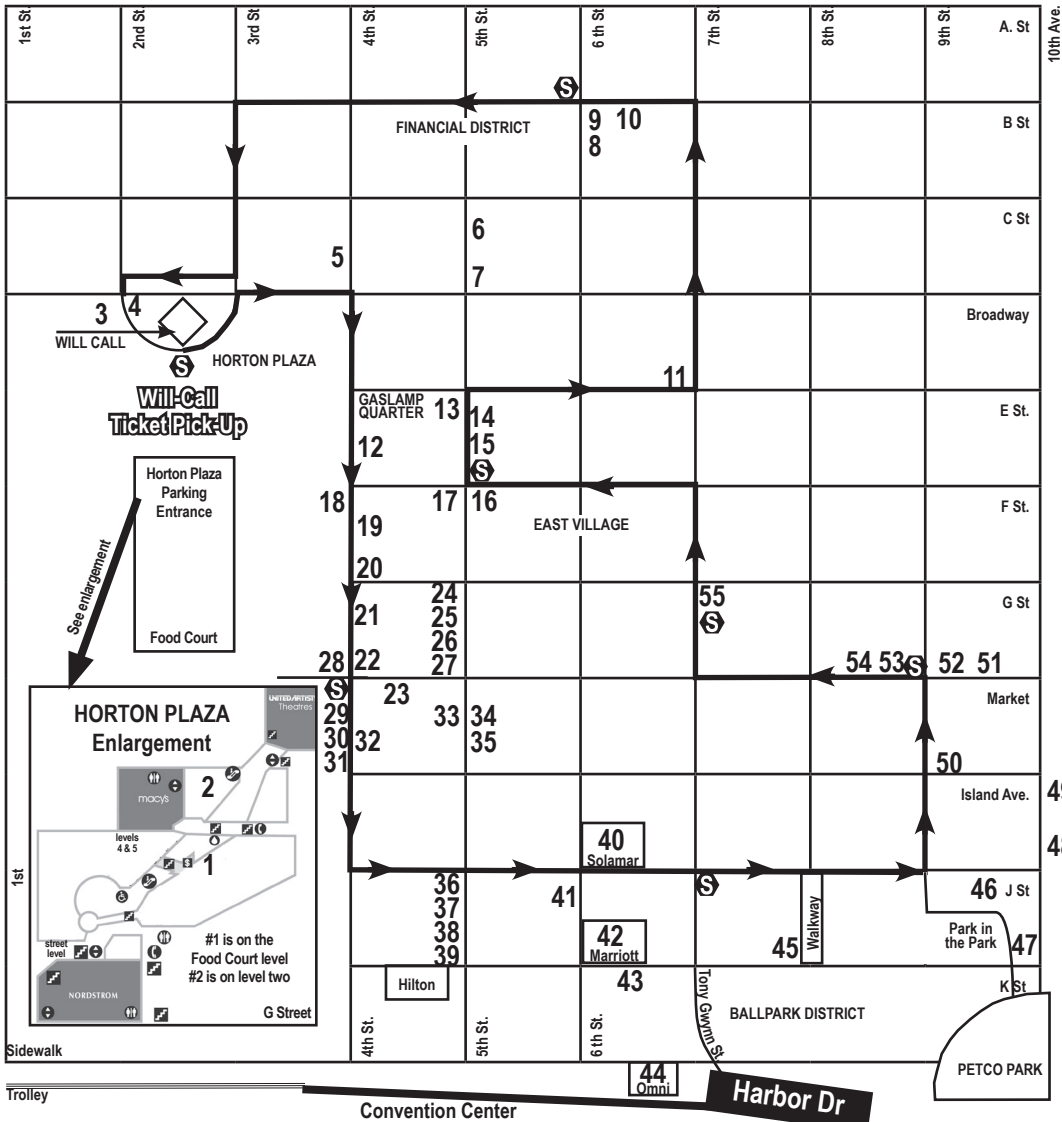 1st St.
2nd St.
3rd St.
4th St.
5th St.
6 th St.
7th St.
8th St.
9th St.
10th Ave.
A. St
S
FINANCIAL DISTRICT
9 10
8
B St
6
C St
5
7
3
4
WILL CALL
HORTON PLAZA
S
Broadway
11
Will-Call
Ticket Pick-Up
GASLAMP
QUARTER
13
14
12
15
S
E St.
Horton Plaza
Parking
Entrance
See enlargement
Food Court
18
17
16
19
EAST VILLAGE
F St.
20
24
21
25
26
28
22
27
55
S
G St
54 53
S
52 51
S
29
23
30
32
31
33
34
35
Market
50
Island Ave.
49
48
HORTON PLAZA
Enlargement
UNITED ARTIST
Theatres
2
macy's
levels
4 & 5
1
1st
street
level
#1 is on the
Food Court level
#2 is on level two
NORDSTROM
G Street
Sidewalk
40
Solamar
36
37
38
39
41
42
Marriott
S
45
Walkway
46
J St
Park in
the Park
47
Hilton
43
Tony Gwynn St.
BALLPARK DISTRICT
K St
4th St.
5th St.
6 th St.
PETCO PARK
44
Omni
Trolley
Convention Center
Harbor Dr